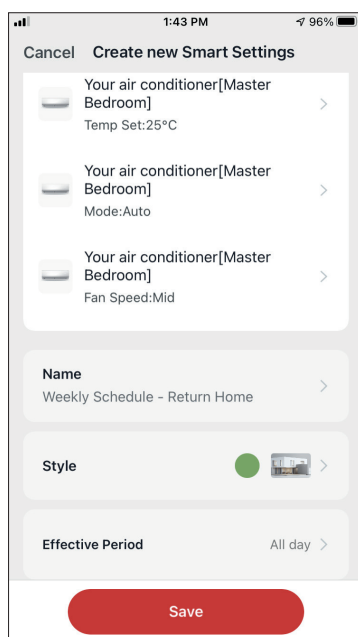 1:43 PM
96%
Cancel Create new Smart Settings
Your air conditioner[Master
Bedroom]
Temp Set:25°C
Your air conditioner[Master
Bedroom]
Mode:Auto
Your air conditioner[Master
Bedroom]
Fan Speed:Mid
Name
Weekly Schedule - Return Home
Style
Effective Period All day
Save